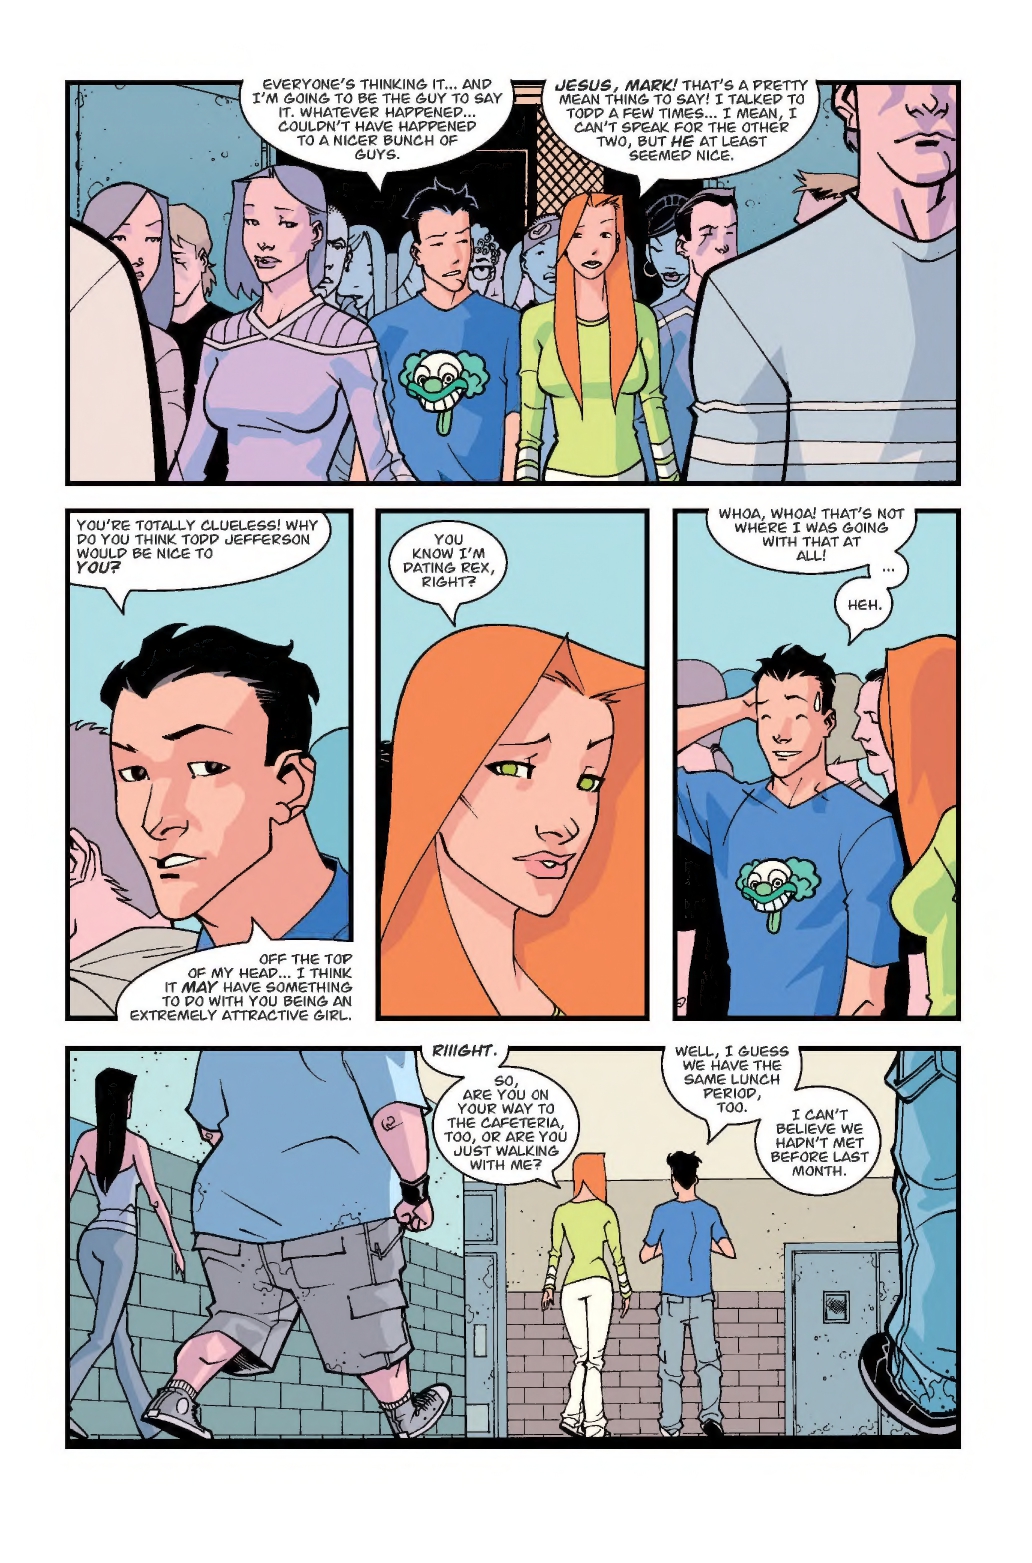 EVERYONE'S THINKING IT... AND
I'M GOING TO BE THE GUY TO SAY
IT. WHATEVER HAPPENED...
COULDN'T HAVE HAPPENED
TO A NICER BUNCH OF
GUYS.
JESUS, MARK! THAT'S A PRETTY
MEAN THING TO SAY! I TALKED TO
TODD A FEW TIMES... I MEAN, I
CAN'T SPEAK FOR THE OTHER
TWO, BUT HE AT LEAST
SEEMED NICE.
YOU'RE TOTALLY CLUELESS! WHY
DO YOU THINK TODD JEFFERSON
WOULD BE NICE TO
YOU?
OFF THE TOP
OF MY HEAD... I THINK
IT MAY HAVE SOMETHING
TO DO WITH YOU BEING AN
EXTREMELY ATTRACTIVE GIRL.
YOU
KNOW I'M
DATING REX,
RIGHT?
WHOA, WHOA! THAT'S NOT
WHERE I WAS GOING
WITH THAT AT
ALL!
...
HEH.
RIIIGHT.
SO,
ARE YOU ON
YOUR WAY TO
THE CAFETERIA,
TOO, OR ARE YOU
JUST WALKING
WITH ME?
WELL, I GUESS
WE HAVE THE
SAME LUNCH
PERIOD,
TOO.
I CAN'T
BELIEVE WE
HADN'T MET
BEFORE LAST
MONTH.